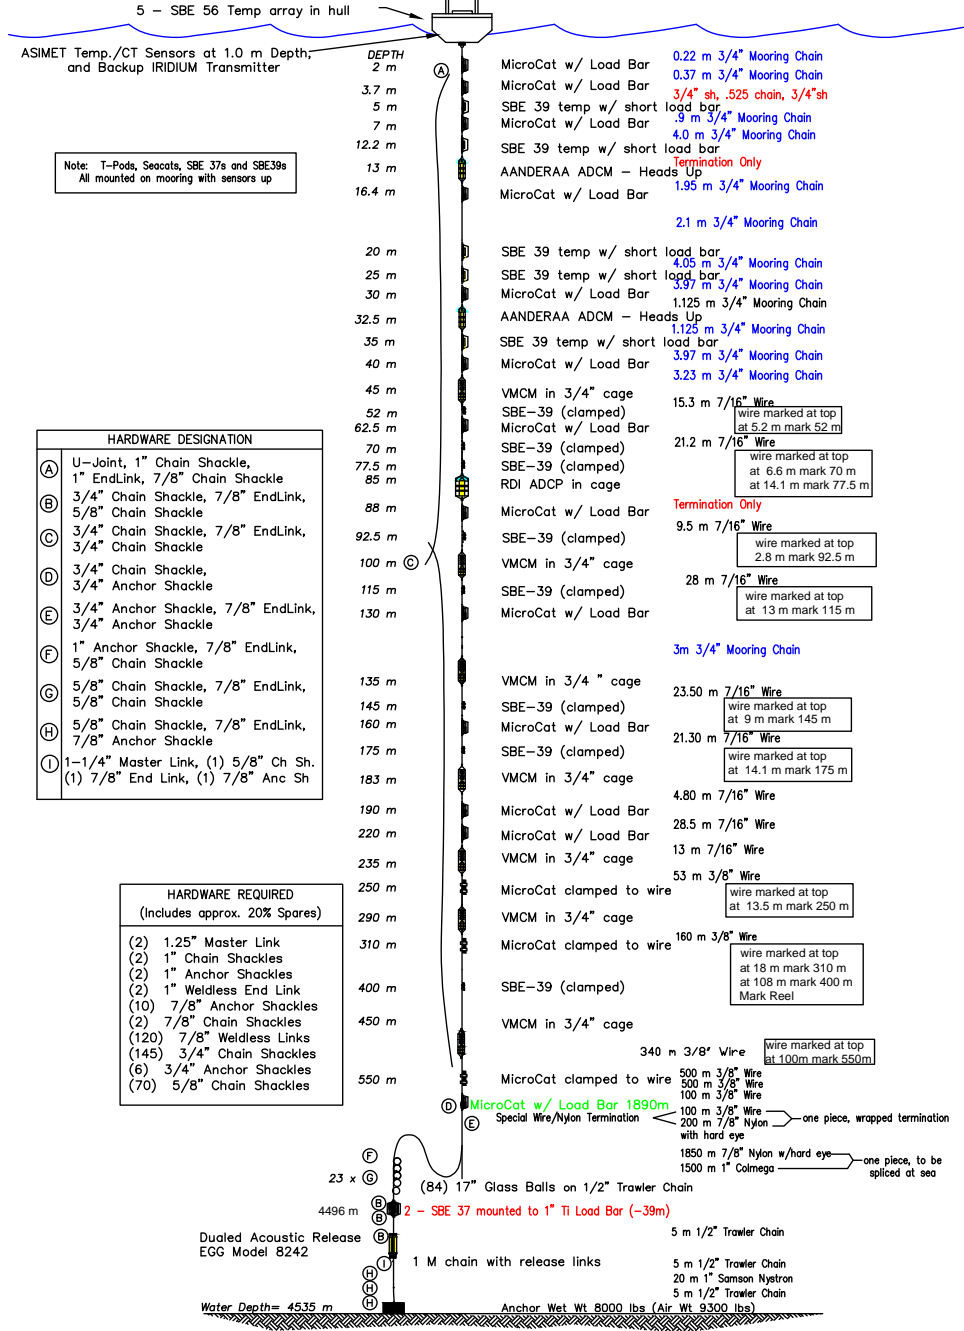 5 – SBE 56 Temp array in hull
ASIMET Temp./CT Sensors at 1.0 m Depth,
and Backup IRIDIUM Transmitter
DEPTH
Note: T-Pods, Seacats, SBE 37s and SBE39s
All mounted on mooring with sensors up
A
2 m MicroCat w/ Load Bar 0.22 m 3/4" Mooring Chain
0.37 m 3/4" Mooring Chain
3.7 m MicroCat w/ Load Bar 3/4" sh, .525 chain, 3/4"sh
5 m SBE 39 temp w/ short load bar
.9 m 3/4" Mooring Chain
7 m MicroCat w/ Load Bar
4.0 m 3/4" Mooring Chain
12.2 m SBE 39 temp w/ short load bar
Termination Only
13 m AANDERAA ADCM – Heads Up
1.95 m 3/4" Mooring Chain
16.4 m MicroCat w/ Load Bar
2.1 m 3/4" Mooring Chain
20 m SBE 39 temp w/ short load bar
4.05 m 3/4" Mooring Chain
25 m SBE 39 temp w/ short load bar
3.97 m 3/4" Mooring Chain
30 m MicroCat w/ Load Bar
1.125 m 3/4" Mooring Chain
32.5 m AANDERAA ADCM – Heads Up
1.125 m 3/4" Mooring Chain
35 m SBE 39 temp w/ short load bar
3.97 m 3/4" Mooring Chain
40 m MicroCat w/ Load Bar
3.23 m 3/4" Mooring Chain
45 m VMCM in 3/4" cage
15.3 m 7/16" Wire
52 m SBE-39 (clamped)
wire marked at top
at 5.2 m mark 52 m
62.5 m MicroCat w/ Load Bar
21.2 m 7/16" Wire
70 m SBE-39 (clamped)
wire marked at top
at 6.6 m mark 70 m
at 14.1 m mark 77.5 m
77.5 m SBE-39 (clamped)
85 m RDI ADCP in cage
Termination Only
88 m MicroCat w/ Load Bar
9.5 m 7/16" Wire
92.5 m SBE-39 (clamped)
wire marked at top
2.8 m mark 92.5 m
100 m C VMCM in 3/4" cage
28 m 7/16" Wire
115 m SBE-39 (clamped)
wire marked at top
at 13 m mark 115 m
130 m MicroCat w/ Load Bar
3m 3/4" Mooring Chain
135 m VMCM in 3/4 " cage
23.50 m 7/16" Wire
145 m SBE-39 (clamped)
wire marked at top
at 9 m mark 145 m
160 m MicroCat w/ Load Bar
21.30 m 7/16" Wire
175 m SBE-39 (clamped)
wire marked at top
at 14.1 m mark 175 m
183 m VMCM in 3/4" cage
4.80 m 7/16" Wire
190 m MicroCat w/ Load Bar
28.5 m 7/16" Wire
220 m MicroCat w/ Load Bar
13 m 7/16" Wire
235 m VMCM in 3/4" cage
53 m 3/8" Wire
250 m MicroCat clamped to wire
wire marked at top
at 13.5 m mark 250 m
290 m VMCM in 3/4" cage
160 m 3/8" Wire
310 m MicroCat clamped to wire
wire marked at top
at 18 m mark 310 m
at 108 m mark 400 m
Mark Reel
400 m SBE-39 (clamped)
450 m VMCM in 3/4" cage
340 m 3/8" Wire
wire marked at top
at 100m mark 550m
550 m MicroCat clamped to wire
500 m 3/8" Wire
500 m 3/8" Wire
100 m 3/8" Wire
D MicroCat w/ Load Bar 1890m
E Special Wire/Nylon Termination
100 m 3/8" Wire
200 m 7/8" Nylon
with hard eye
one piece, wrapped termination
1850 m 7/8" Nylon w/hard eye
1500 m 1" Colmega
one piece, to be
spliced at sea
F
23 x G
(84) 17" Glass Balls on 1/2" Trawler Chain
B
4496 m 2 – SBE 37 mounted to 1" Ti Load Bar (-39m)
B
5 m 1/2" Trawler Chain
Dualed Acoustic Release
EGG Model 8242
B
I
1 M chain with release links
5 m 1/2" Trawler Chain
H
20 m 1" Samson Nystron
H
5 m 1/2" Trawler Chain
H
Water Depth= 4535 m
Anchor Wet Wt 8000 lbs (Air Wt 9300 lbs)
HARDWARE DESIGNATION
A U-Joint, 1" Chain Shackle,
1" EndLink, 7/8" Chain Shackle
B 3/4" Chain Shackle, 7/8" EndLink,
5/8" Chain Shackle
C 3/4" Chain Shackle, 7/8" EndLink,
3/4" Chain Shackle
D 3/4" Chain Shackle,
3/4" Anchor Shackle
E 3/4" Anchor Shackle, 7/8" EndLink,
3/4" Anchor Shackle
F 1" Anchor Shackle, 7/8" EndLink,
5/8" Chain Shackle
G 5/8" Chain Shackle, 7/8" EndLink,
5/8" Chain Shackle
H 5/8" Chain Shackle, 7/8" EndLink,
7/8" Anchor Shackle
I 1-1/4" Master Link, (1) 5/8" Ch Sh.
(1) 7/8" End Link, (1) 7/8" Anc Sh
HARDWARE REQUIRED
(Includes approx. 20% Spares)
(2) 1.25" Master Link
(2) 1" Chain Shackles
(2) 1" Anchor Shackles
(2) 1" Weldless End Link
(10) 7/8" Anchor Shackles
(2) 7/8" Chain Shackles
(120) 7/8" Weldless Links
(145) 3/4" Chain Shackles
(6) 3/4" Anchor Shackles
(70) 5/8" Chain Shackles